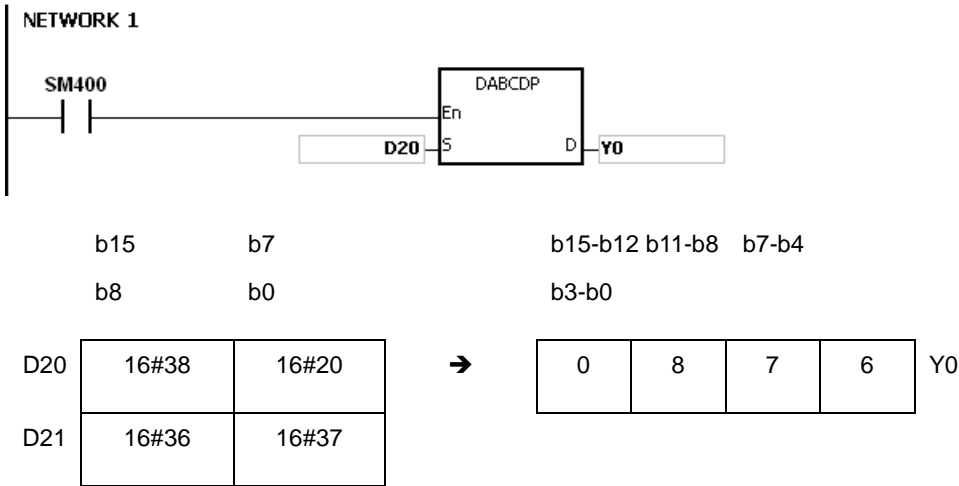 NETWORK 1
SM400
DABCDP
En
D20 S D Y0
b15 b7 b15-b12 b11-b8 b7-b4
b8 b0 b3-b0
D20 16#38 16#20 ➔ 0 8 7 6 Y0
D21 16#36 16#37